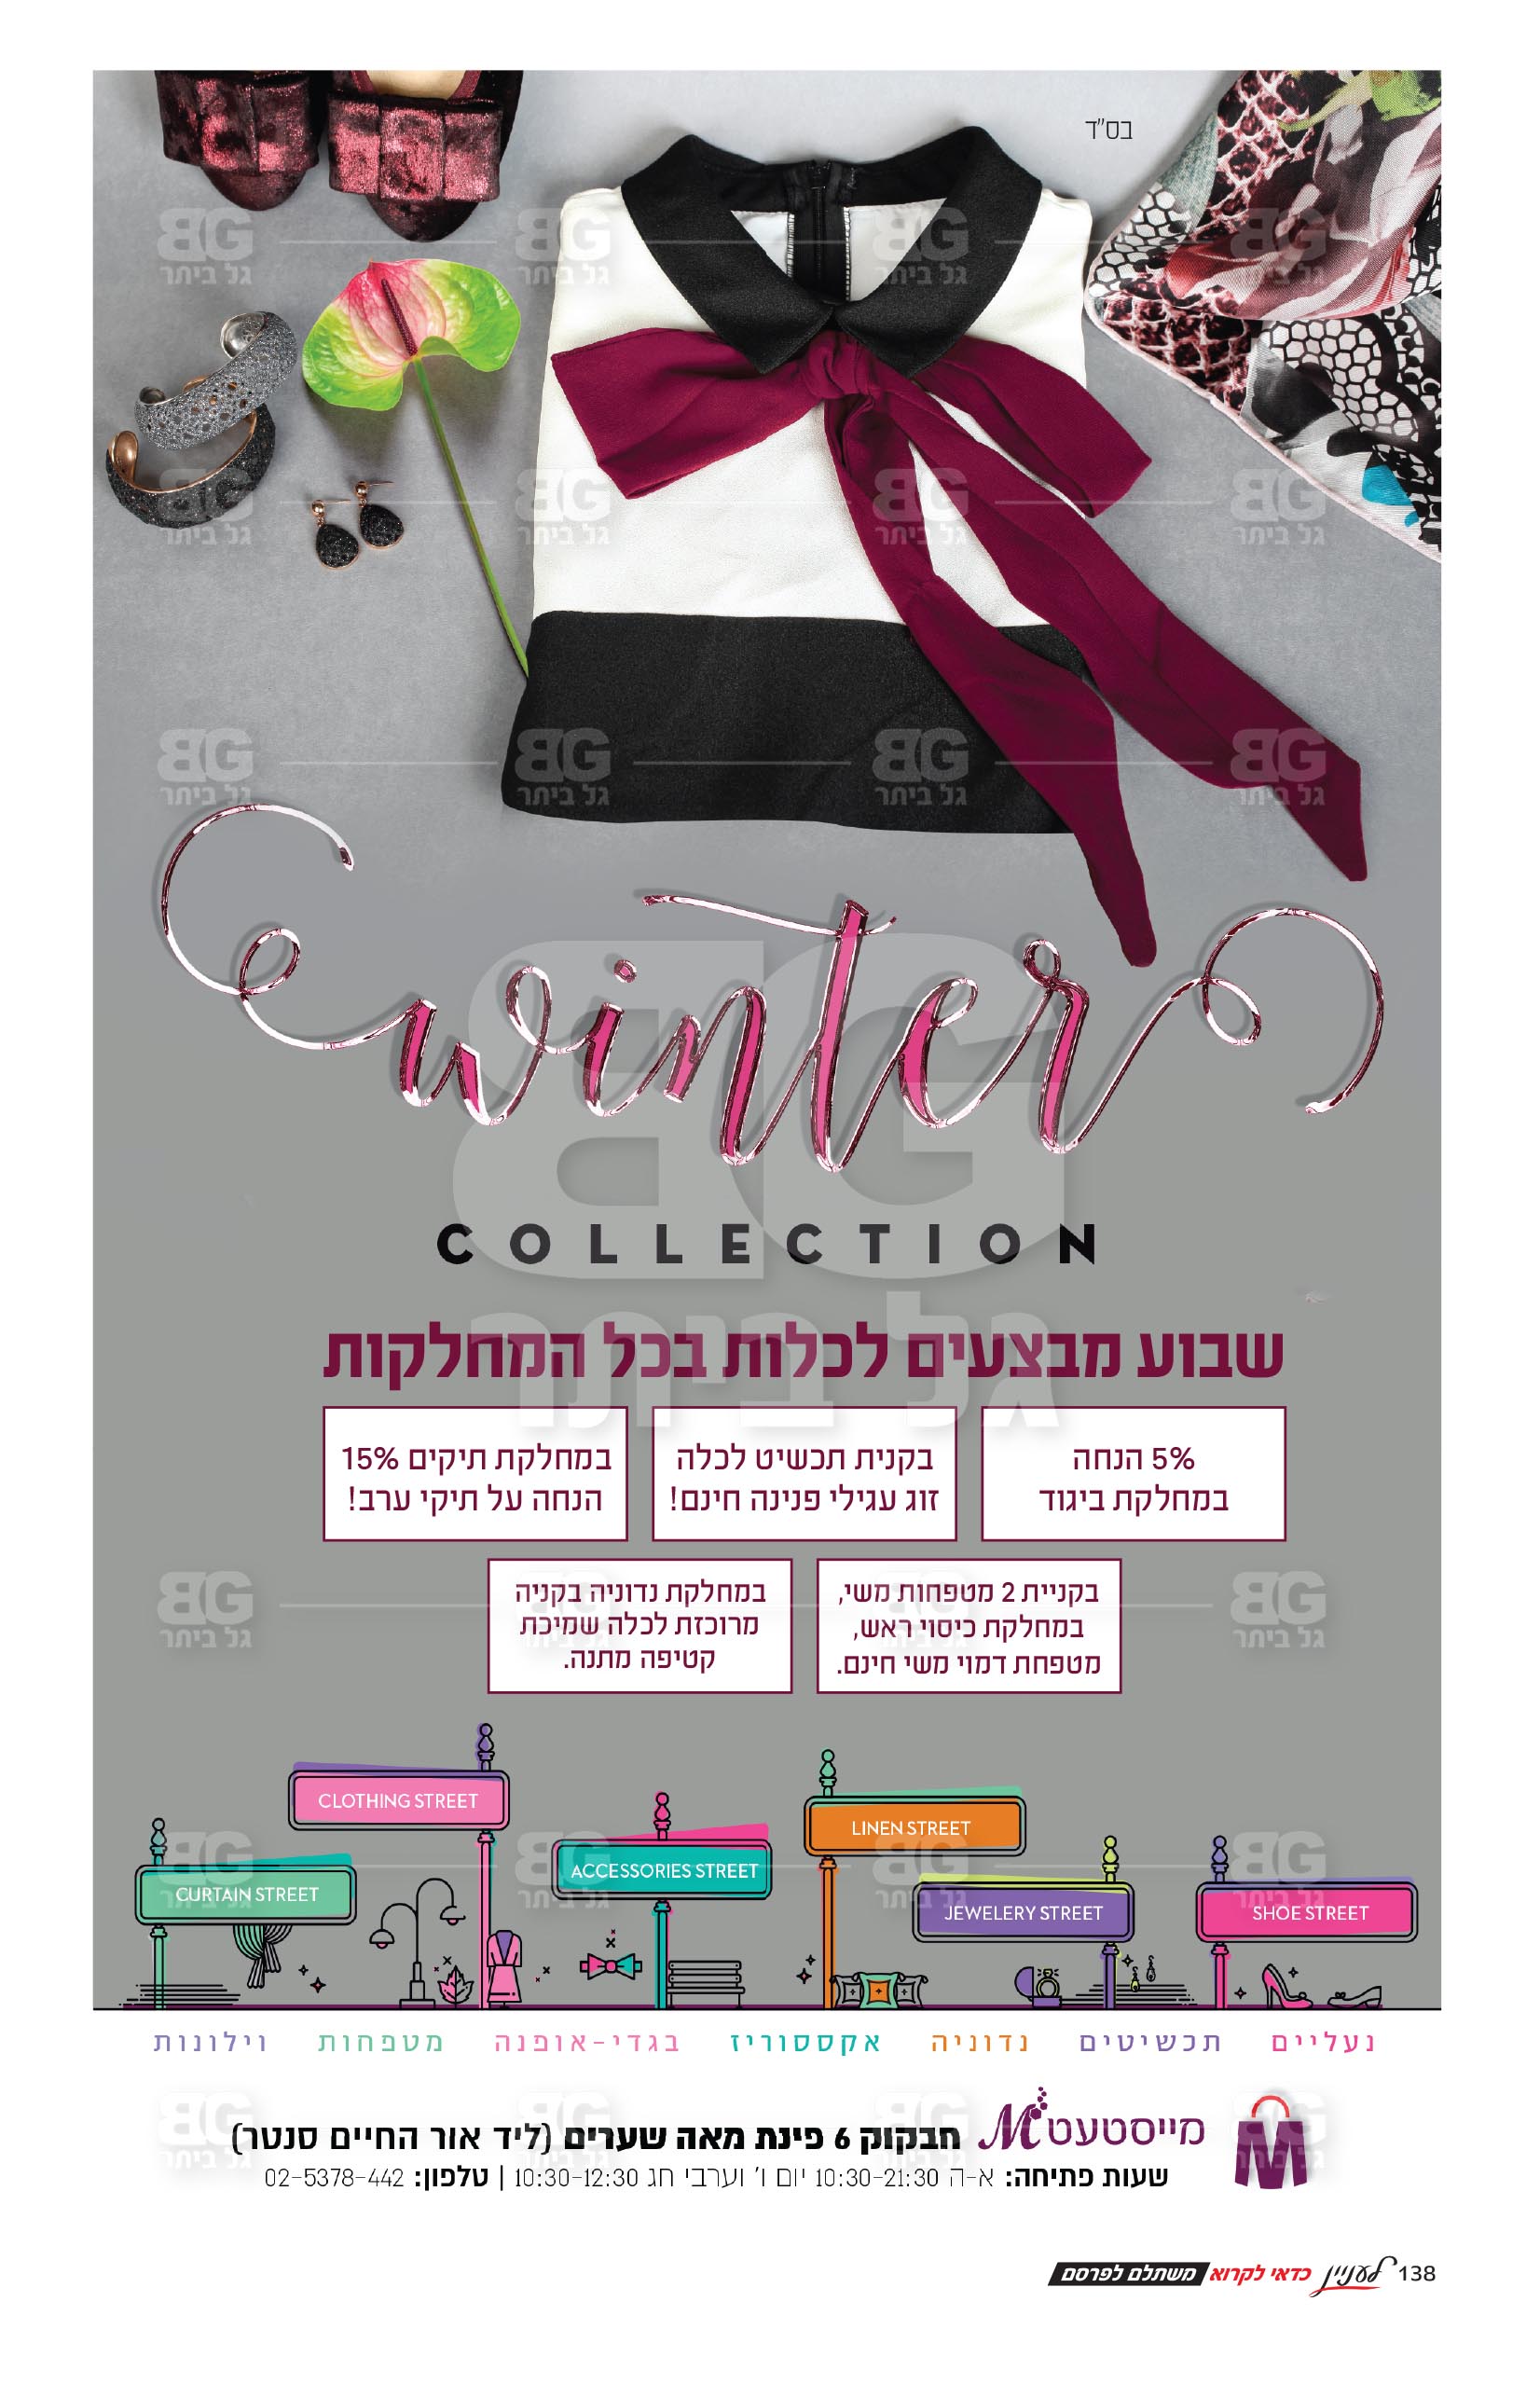 בס"ד
winter
COLLECTION
שבוע מבצעים לכלות בכל המחלקות
5% הנחה
במחלקת ביגוד
בקנית תכשיט לכלה
זוג עגילי פנינה חינם!
במחלקת תיקים 15%
הנחה על תיקי ערב!
בקניית 2 מטפחות משי,
במחלקת כיסוי ראש,
מטפחת דמוי משי חינם.
במחלקת נדוניה בקניה
מרוכזת לכלה שמיכת
קטיפה מתנה.
CLOTHING STREET
LINEN STREET
ACCESSORIES STREET
CURTAIN STREET
JEWELERY STREET
SHOE STREET
נעליים תכשיטים נדוניה אקססוריז בגדי-אופנה מטפחות וילונות
מייסטעט M חבקוק 6 פינת מאה שערים (ליד אור החיים סנטר)
שעות פתיחה: א-ה 10:30-21:30 יום ו' וערבי חג 10:30-12:30 | טלפון: 02-5378-442
138 לעניין כדאי לקרוא משתלם לפרסם
BG
גל ביתר